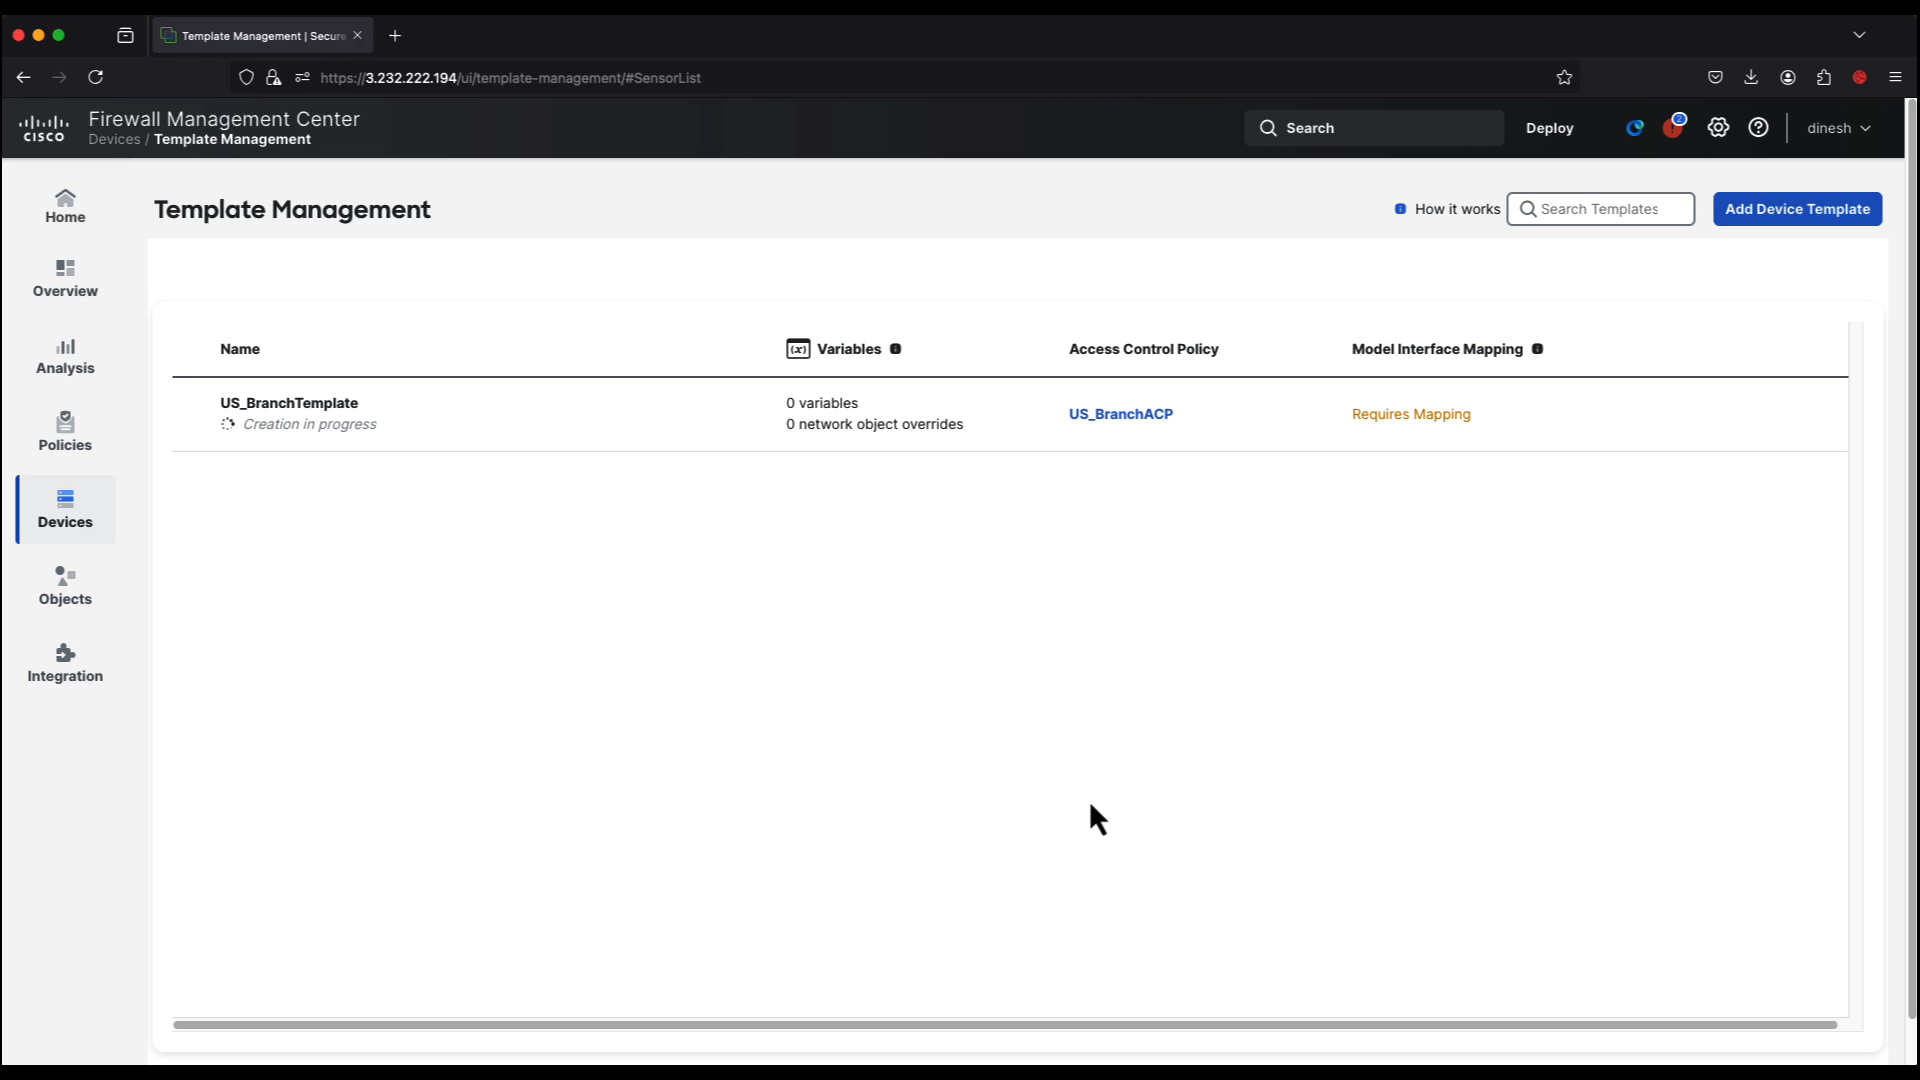 Template Management | Secure
https://3.232.222.194/ui/template-management/#SensorList
CISCO
Firewall Management Center
Devices / Template Management
Search
Deploy
2
dinesh
Home
Overview
Analysis
Policies
Devices
Objects
Integration
Template Management
How it works
Search Templates
Add Device Template
Name
(x) Variables
Access Control Policy
Model Interface Mapping
US_BranchTemplate
Creation in progress
0 variables
0 network object overrides
US_BranchACP
Requires Mapping